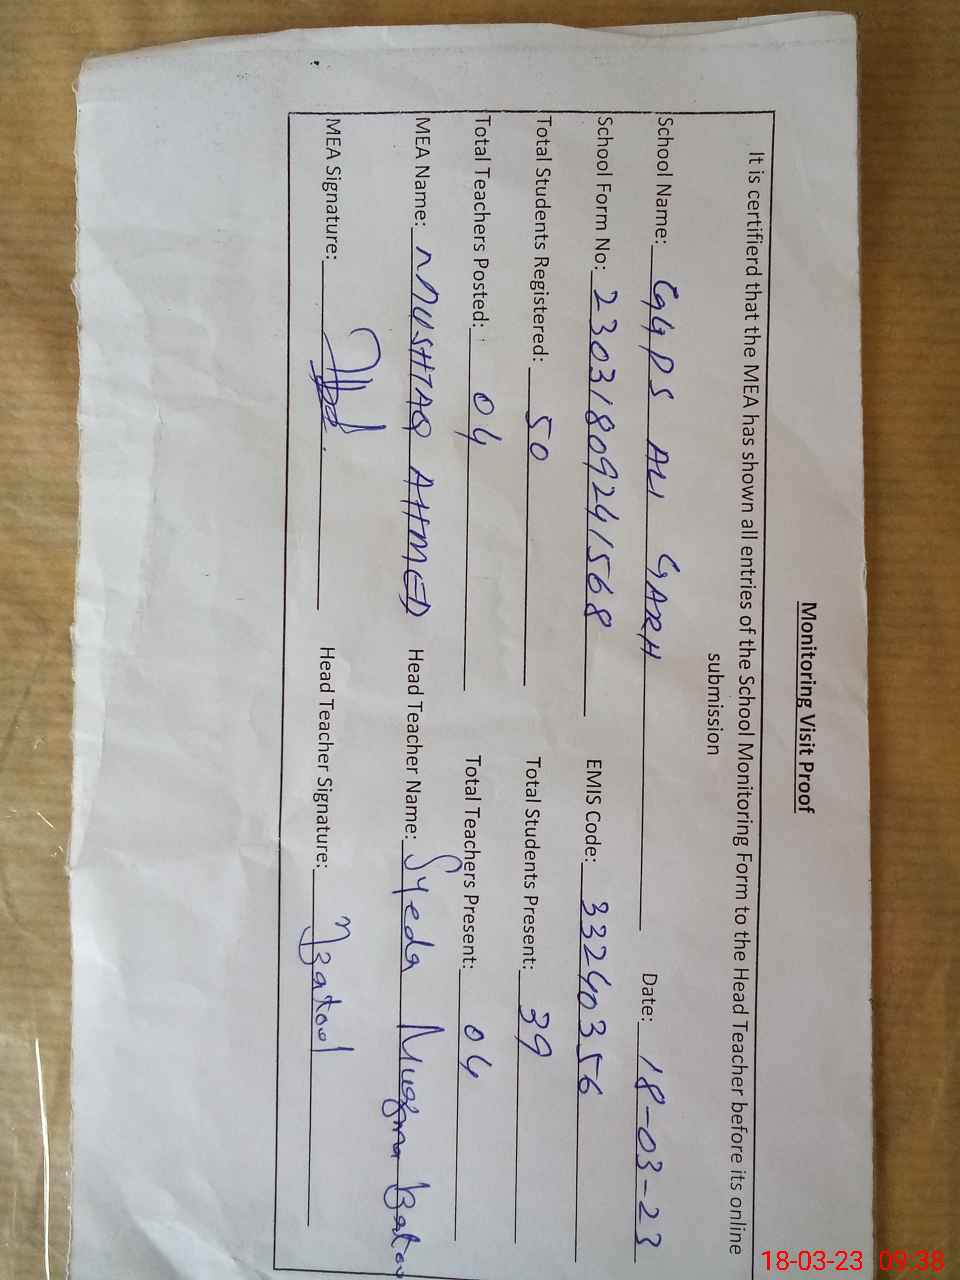 Monitoring Visit Proof
It is certifierd that the MEA has shown all entries of the School Monitoring Form to the Head Teacher before its online
submission
School Name: GGPS ALI GARH Date: 18-03-23
School Form No: 23031809241568 EMIS Code: 33240356
Total Students Registered: 50 Total Students Present: 39
Total Teachers Posted: 04 Total Teachers Present: 04
MEA Name: MUSHTAQ AHMED Head Teacher Name: Syeda Batool
MEA Signature: Head Teacher Signature: Batool
18-03-23 09:38